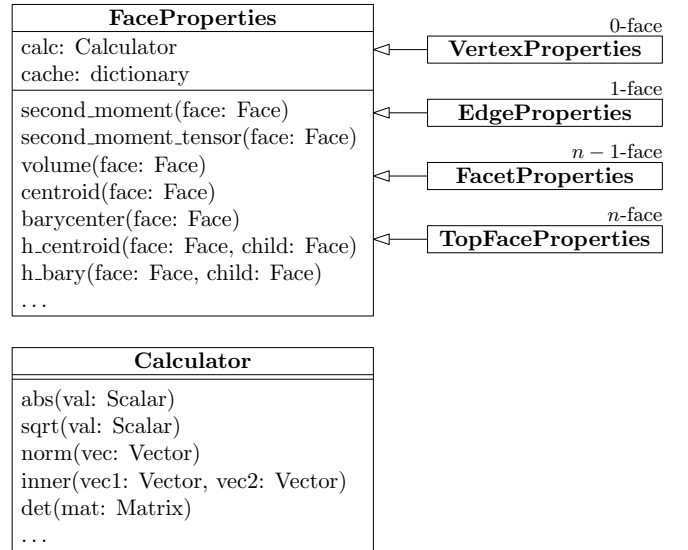 FaceProperties
calc: Calculator
cache: dictionary
second_moment(face: Face)
second_moment_tensor(face: Face)
volume(face: Face)
centroid(face: Face)
barycenter(face: Face)
h_centroid(face: Face, child: Face)
h_bary(face: Face, child: Face)
...
0-face
VertexProperties
1-face
EdgeProperties
n − 1-face
FacetProperties
n-face
TopFaceProperties
Calculator
abs(val: Scalar)
sqrt(val: Scalar)
norm(vec: Vector)
inner(vec1: Vector, vec2: Vector)
det(mat: Matrix)
...